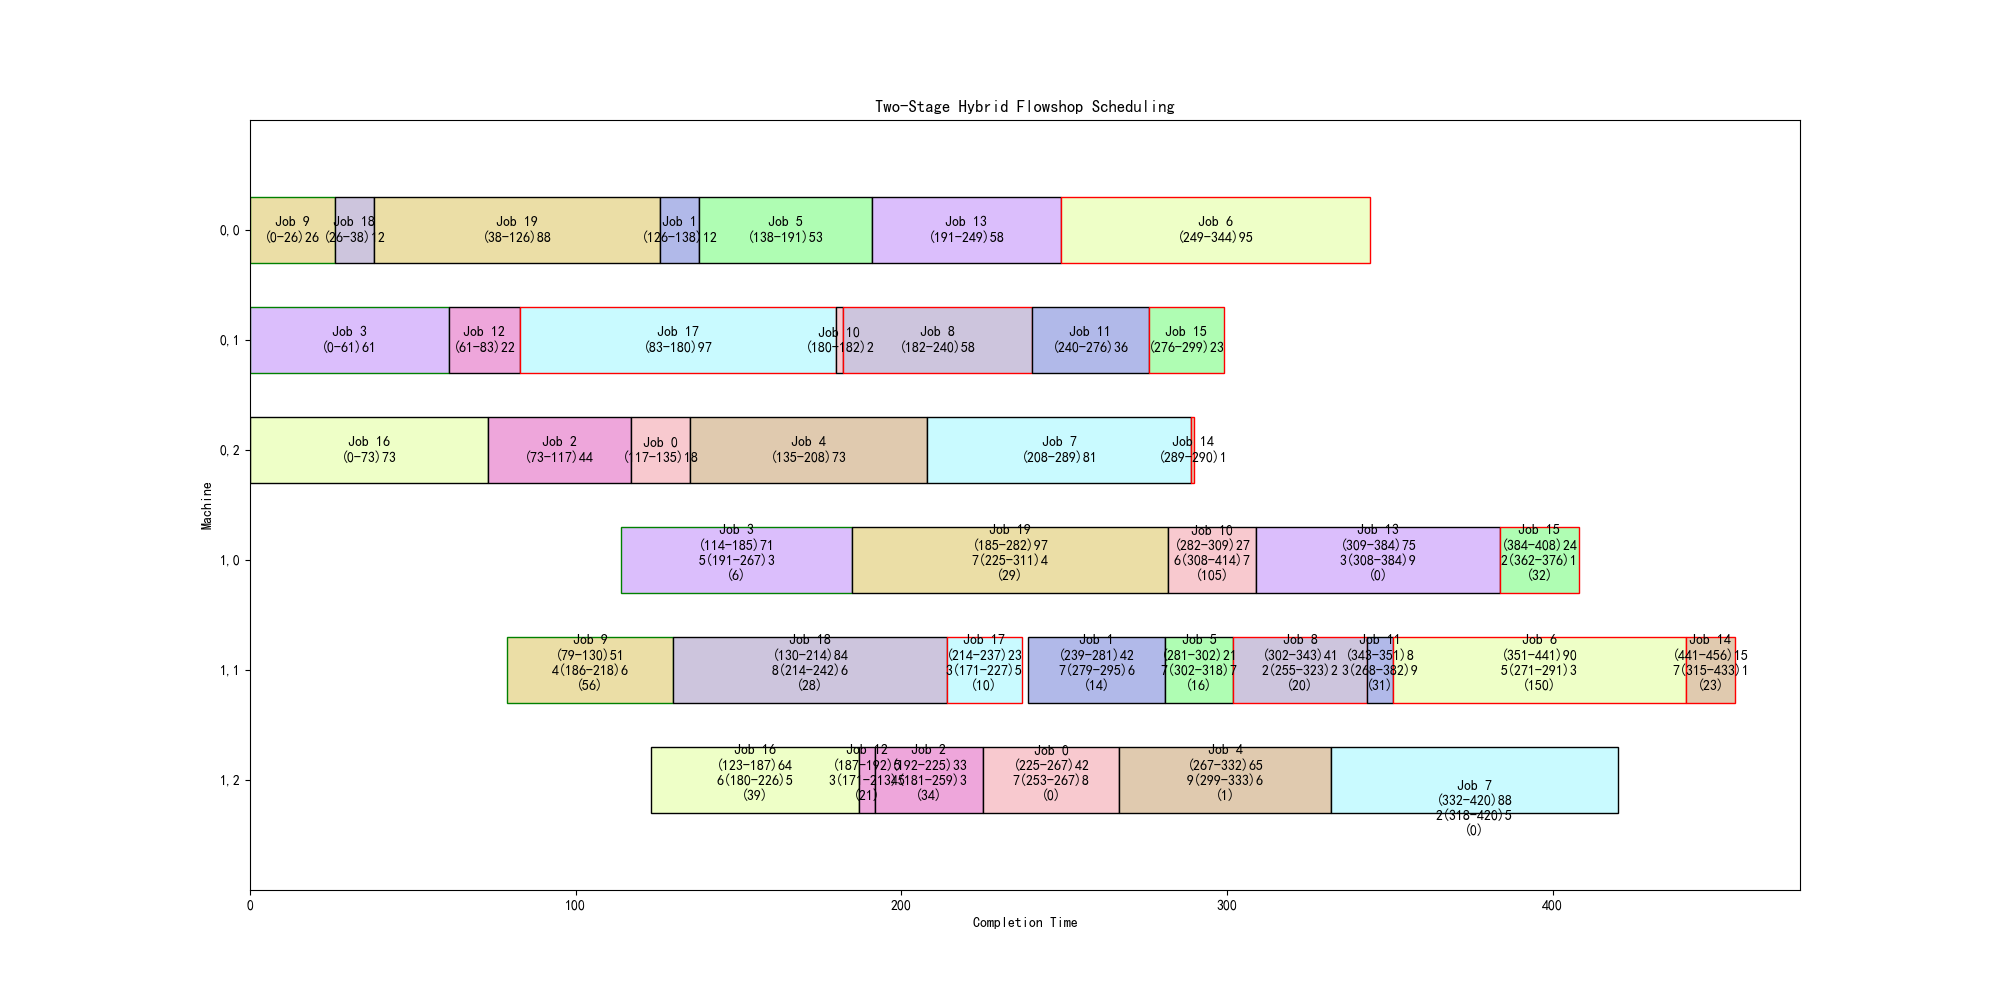 Two-Stage Hybrid Flowshop Scheduling
Machine
0,0
Job 9
(0-26)26
Job 18
(26-38)12
Job 19
(38-126)88
Job 1
(126-138)12
Job 5
(138-191)53
Job 13
(191-249)58
Job 6
(249-344)95
0,1
Job 3
(0-61)61
Job 12
(61-83)22
Job 17
(83-180)97
Job 10
(180-182)2
Job 8
(182-240)58
Job 11
(240-276)36
Job 15
(276-299)23
0,2
Job 16
(0-73)73
Job 2
(73-117)44
Job 0
(117-135)18
Job 4
(135-208)73
Job 7
(208-289)81
Job 14
(289-290)1
1,0
Job 3
(114-185)71
5(191-267)3
(6)
Job 19
(185-282)97
7(225-311)4
(29)
Job 10
(282-309)27
6(308-414)7
(105)
Job 13
(309-384)75
3(308-384)9
(0)
Job 15
(384-408)24
2(362-376)1
(32)
1,1
Job 9
(79-130)51
4(186-218)6
(56)
Job 18
(130-214)84
8(214-242)6
(28)
Job 17
(214-237)23
3(171-227)5
(10)
Job 1
(239-281)42
7(279-295)6
(14)
Job 5
(281-302)21
7(302-318)7
(16)
Job 8
(302-343)41
2(255-323)2
(20)
Job 11
(343-351)8
3(268-382)9
(31)
Job 6
(351-441)90
5(271-291)3
(150)
Job 14
(441-456)15
7(315-433)1
(23)
1,2
Job 16
(123-187)64
6(180-226)5
(39)
Job 12
(187-192)5
3(171-213)5
(21)
Job 2
(192-225)33
4(181-259)3
(34)
Job 0
(225-267)42
7(253-267)8
(0)
Job 4
(267-332)65
9(299-333)6
(1)
Job 7
(332-420)88
2(318-420)5
(0)
0
100
200
300
400
Completion Time